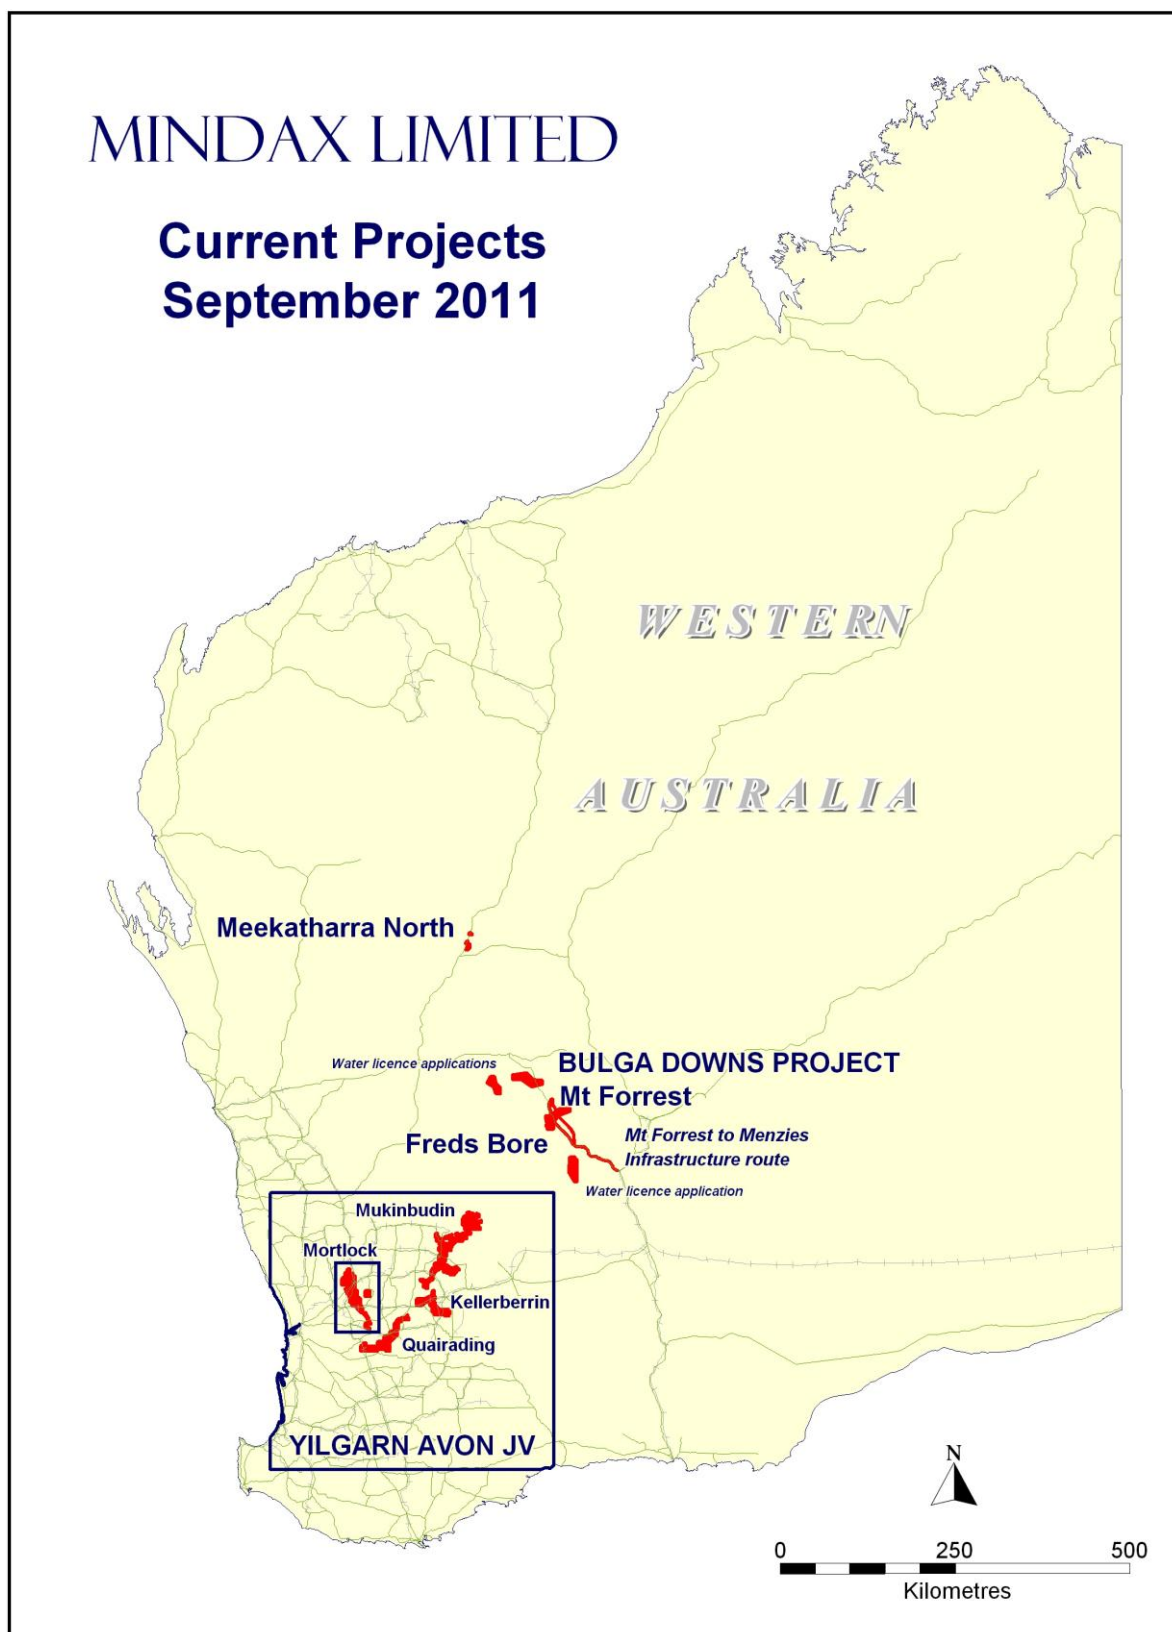 MINDAX LIMITED
Current Projects
September 2011
WESTERN
AUSTRALIA
Meekatharra North
Water licence applications
BULGA DOWNS PROJECT
Mt Forrest
Freds Bore
Mt Forrest to Menzies
Infrastructure route
Water licence application
Mukinbudin
Mortlock
Kellerberrin
Quairading
YILGARN AVON JV
N
0 250 500
Kilometres